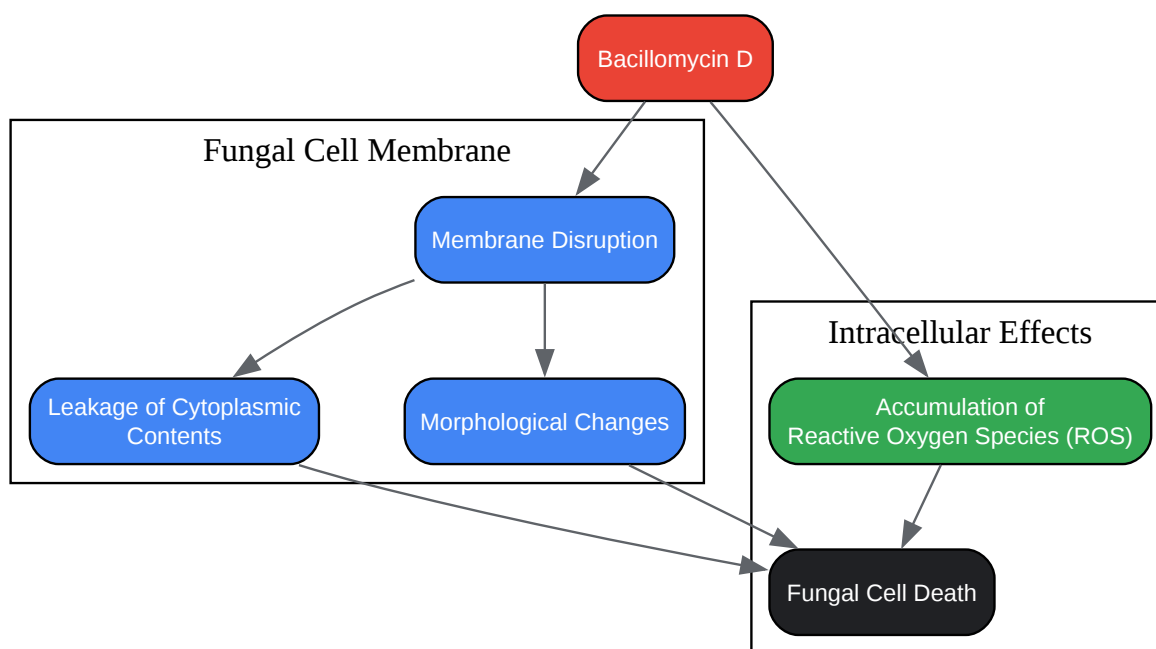 Bacillomycin D
Fungal Cell Membrane
Membrane Disruption
Intracellular Effects
Leakage of Cytoplasmic
Contents
Morphological Changes
Accumulation of
Reactive Oxygen Species (ROS)
Fungal Cell Death